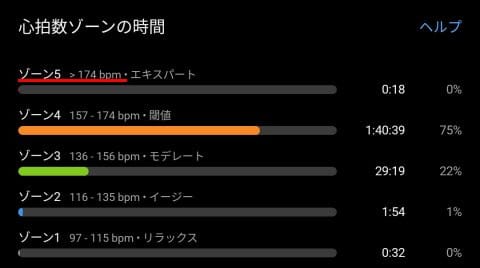 心拍数ゾーンの時間 ヘルプ
ゾーン5 > 174 bpm • エキスパート
0:18 0%
ゾーン4 157 - 174 bpm • 閾値
1:40:39 75%
ゾーン3 136 - 156 bpm • モデレート
29:19 22%
ゾーン2 116 - 135 bpm • イージー
1:54 1%
ゾーン1 97 - 115 bpm • リラックス
0:32 0%